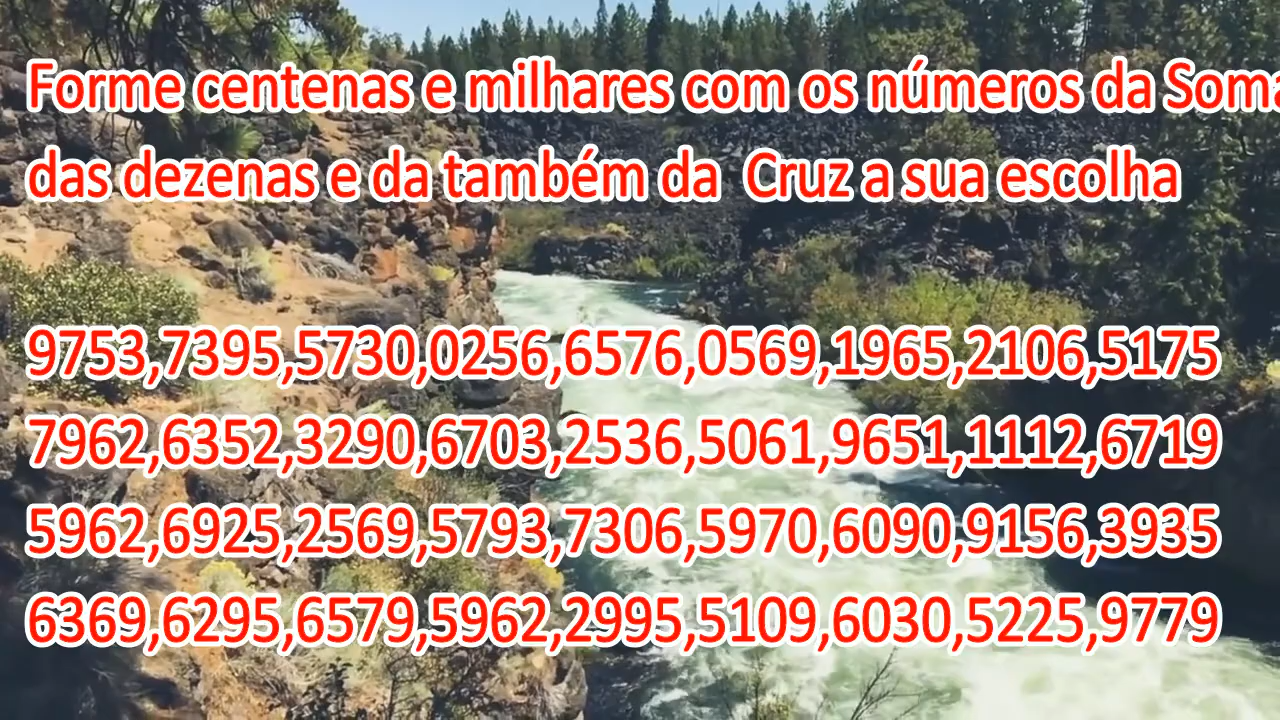 Forme centenas e milhares com os números da Soma
das dezenas e da também da Cruz a sua escolha
9753,7395,5730,0256,6576,0569,1965,2106,5175
7962,6352,3290,6703,2536,5061,9651,1112,6719
5962,6925,2569,5793,7306,5970,6090,9156,3935
6369,6295,6579,5962,2995,5109,6030,5225,9779